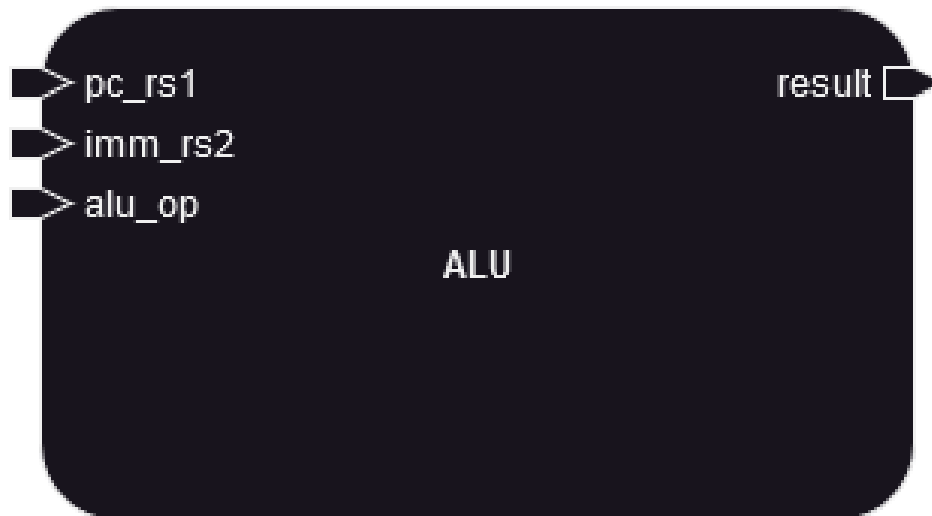 pc_rs1
result
imm_rs2
alu_op
ALU